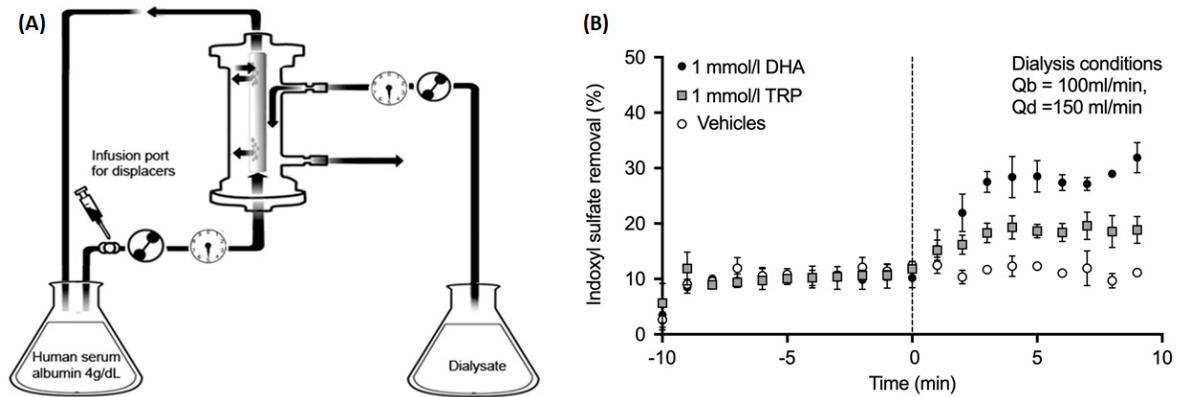 (A)
Infusion port
for displacers
Human serum
albumin 4g/dL
Dialysate
(B)
1 mmol/l DHA
1 mmol/l TRP
Vehicles
Dialysis conditions
Qb = 100ml/min,
Qd =150 ml/min
Indoxyl sulfate removal (%)
50
40
30
20
10
0
-10
-5
0
5
10
Time (min)